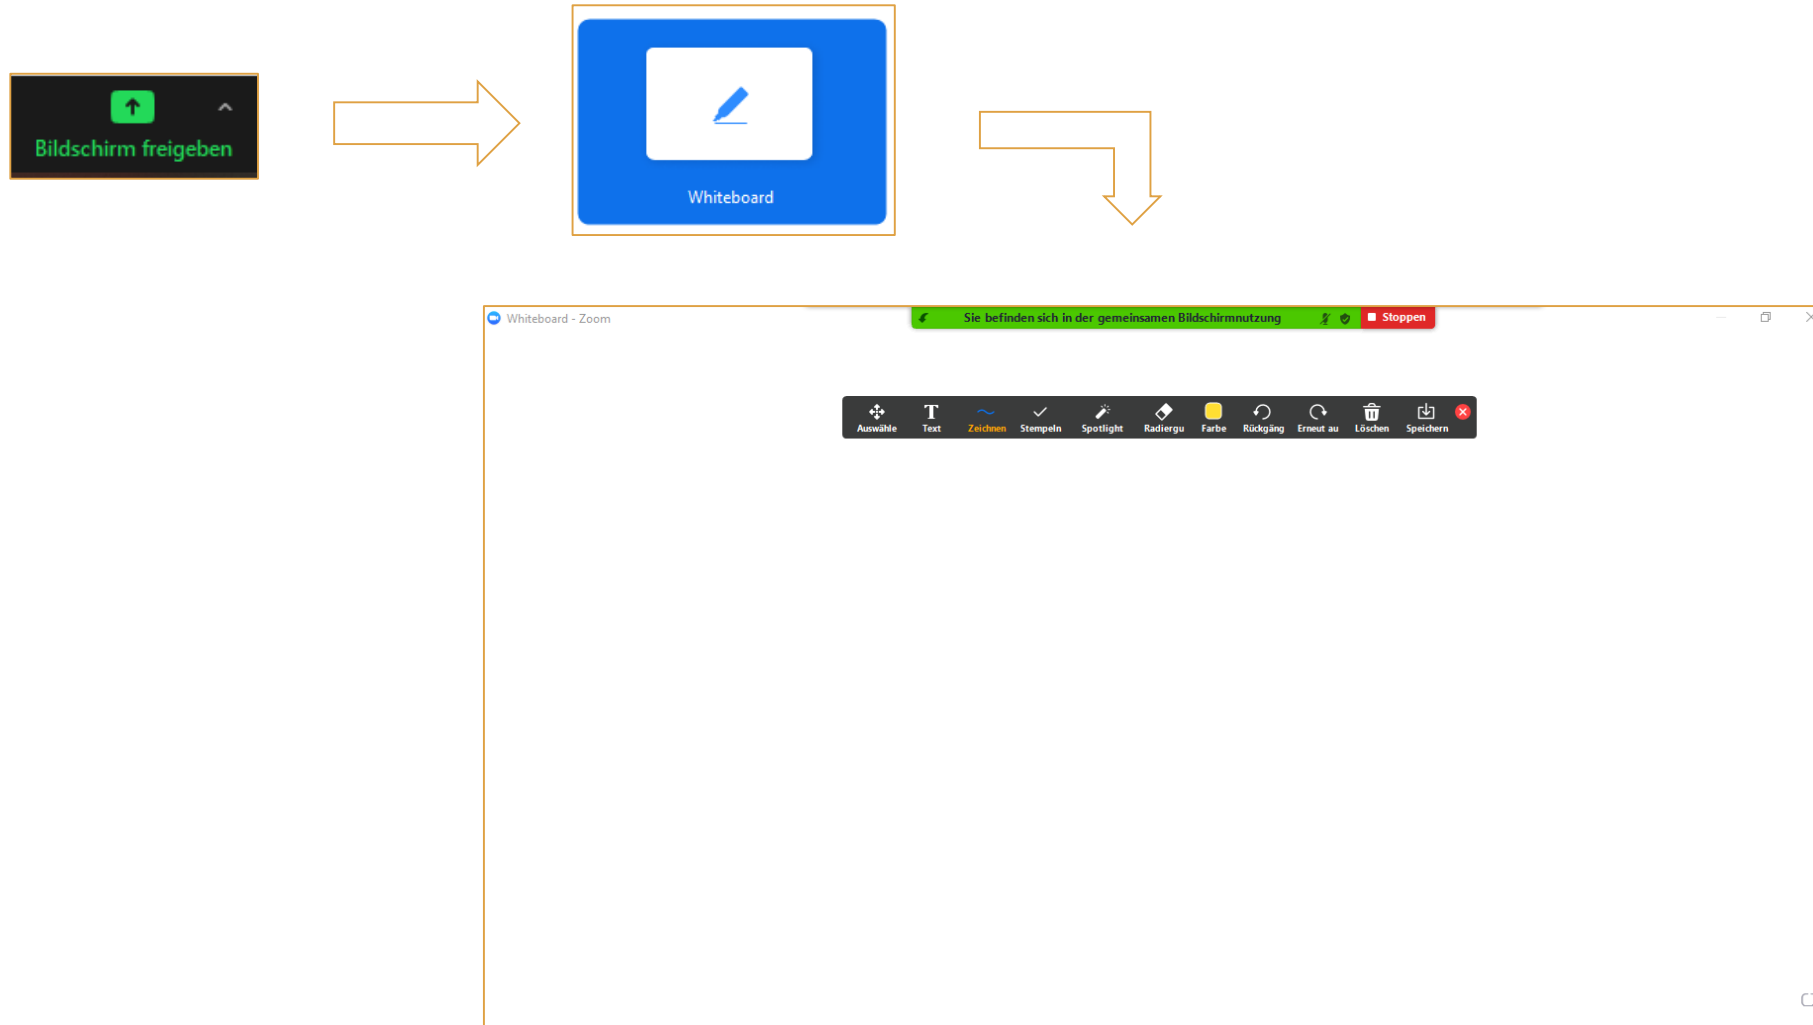 Bildschirm freigeben
Whiteboard
Whiteboard - Zoom
Sie befinden sich in der gemeinsamen Bildschirmnutzung
Stoppen
Auswähle Text Zeichnen Stempeln Spotlight Radiergu Farbe Rückgäng Erneut au Löschen Speichern